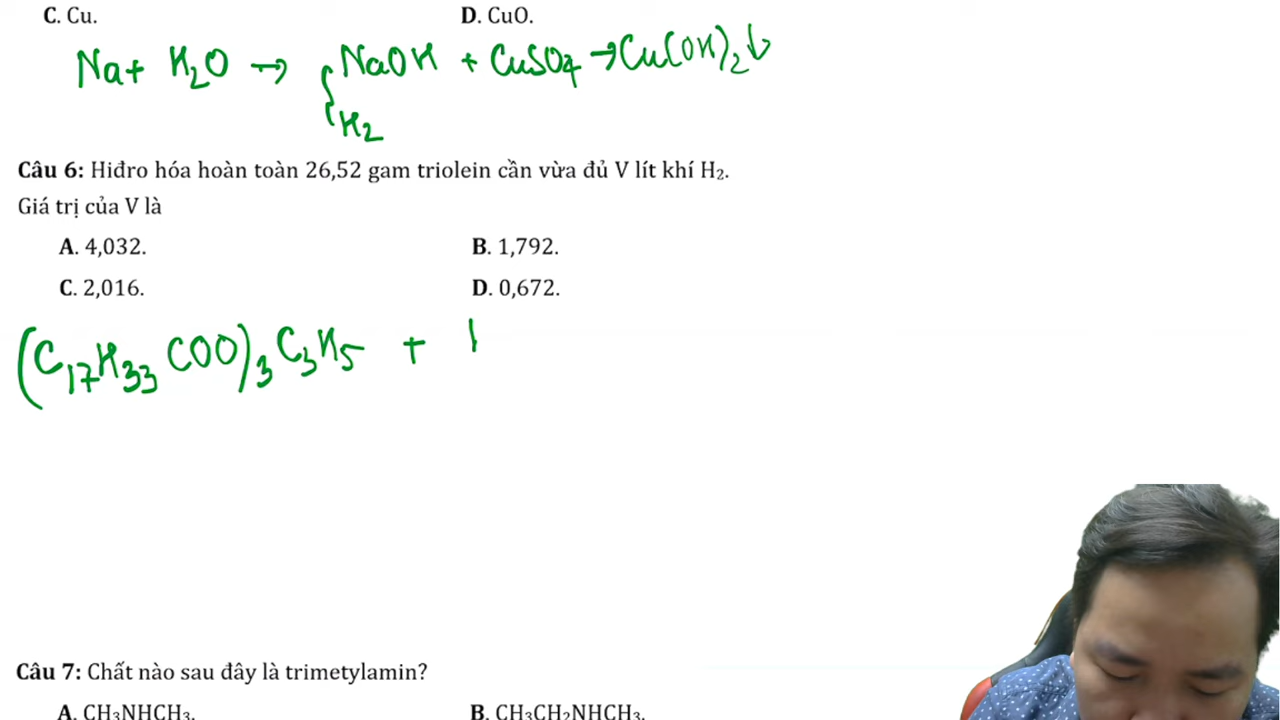 C. Cu. D. CuO.
Na + H₂O → { NaOH + CuSO₄ → Cu(OH)₂↓
H₂
Câu 6: Hiđro hóa hoàn toàn 26,52 gam triolein cần vừa đủ V lít khí H₂.
Giá trị của V là
A. 4,032. B. 1,792.
C. 2,016. D. 0,672.
(C₁₇H₃₃COO)₃C₃H₅ +
Câu 7: Chất nào sau đây là trimetylamin?
A. CH₃NHCH₃. B. CH₃CH₂NHCH₃.